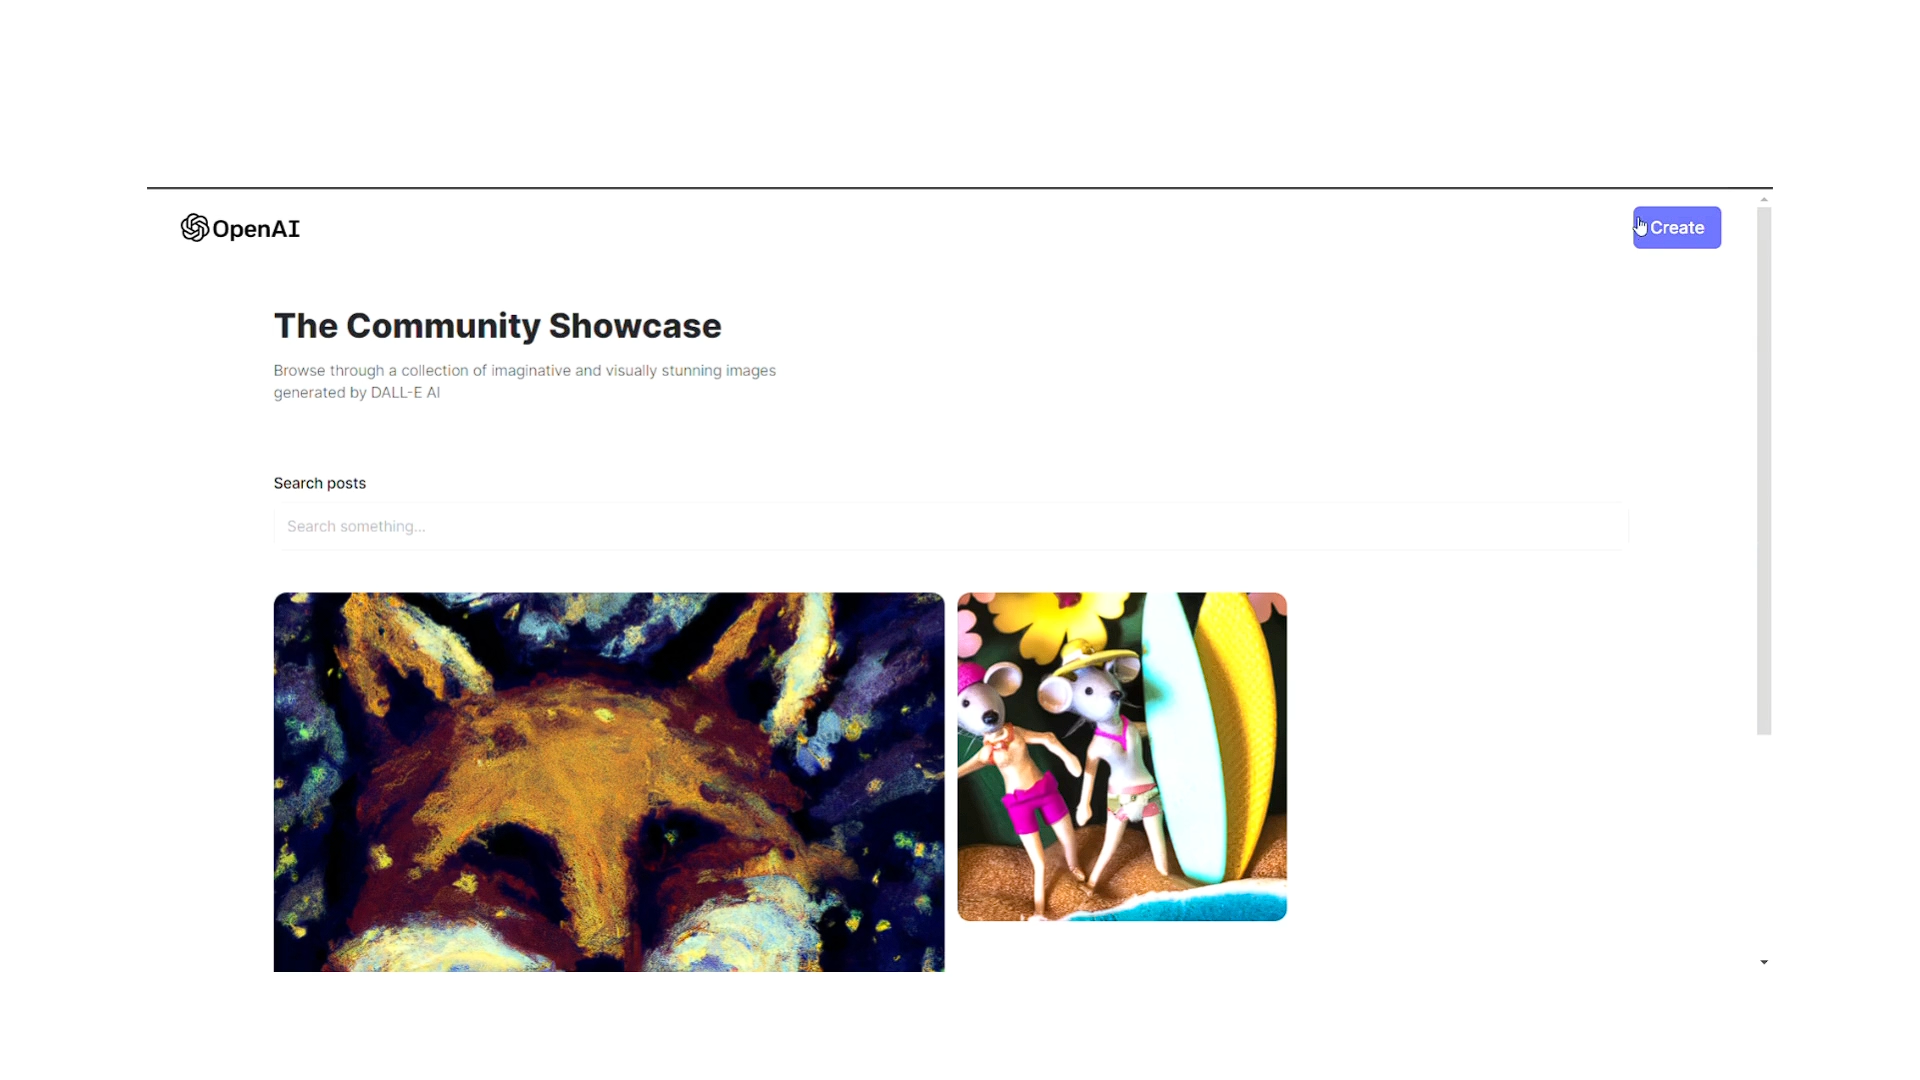 OpenAI
Create
The Community Showcase
Browse through a collection of imaginative and visually stunning images
generated by DALL-E AI
Search posts
Search something...